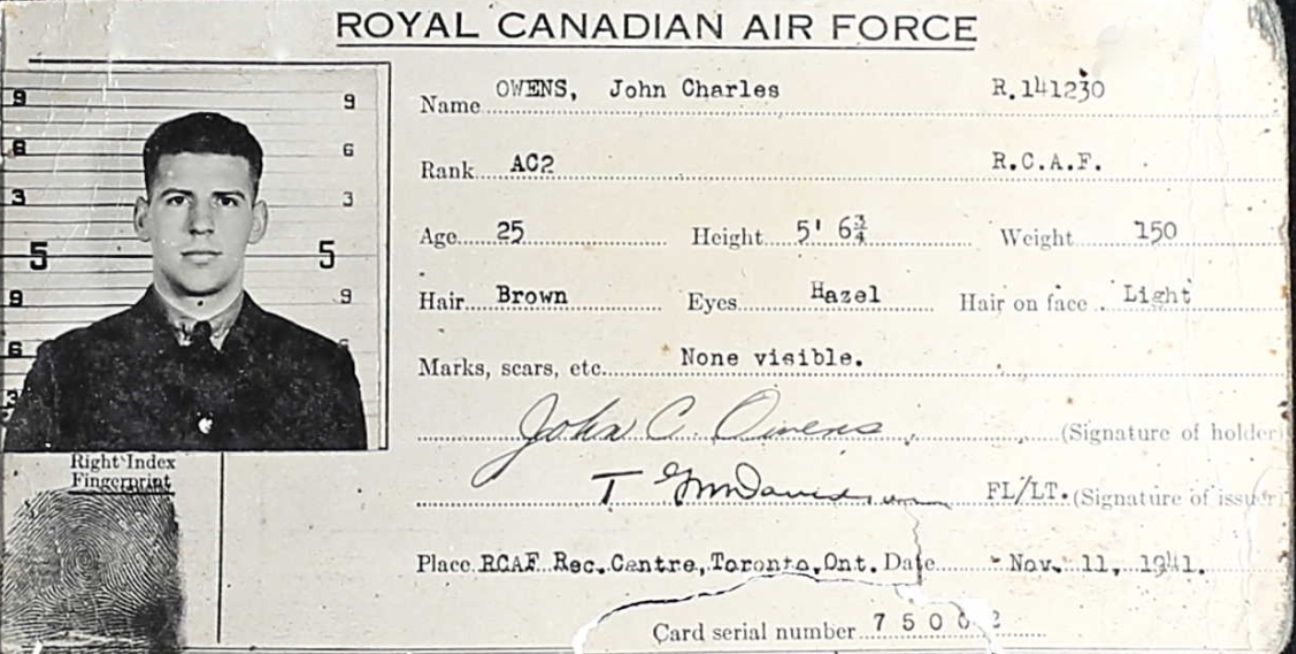 ROYAL CANADIAN AIR FORCE
Name OWENS, John Charles R.141230
Rank AC2 R.C.A.F.
Age 25 Height 5' 6¾ Weight 150
Hair Brown Eyes Hazel Hair on face Light
Marks, scars, etc. None visible.
John C. Owens (Signature of holder)
T FL/LT. (Signature of issuer)
Place RCAF Rec. Centre, Toronto, Ont. Date Nov. 11, 1941.
Card serial number 750
9 9
6 6
3 3
5 5
9 9
6 6
3
Right Index
Fingerprint